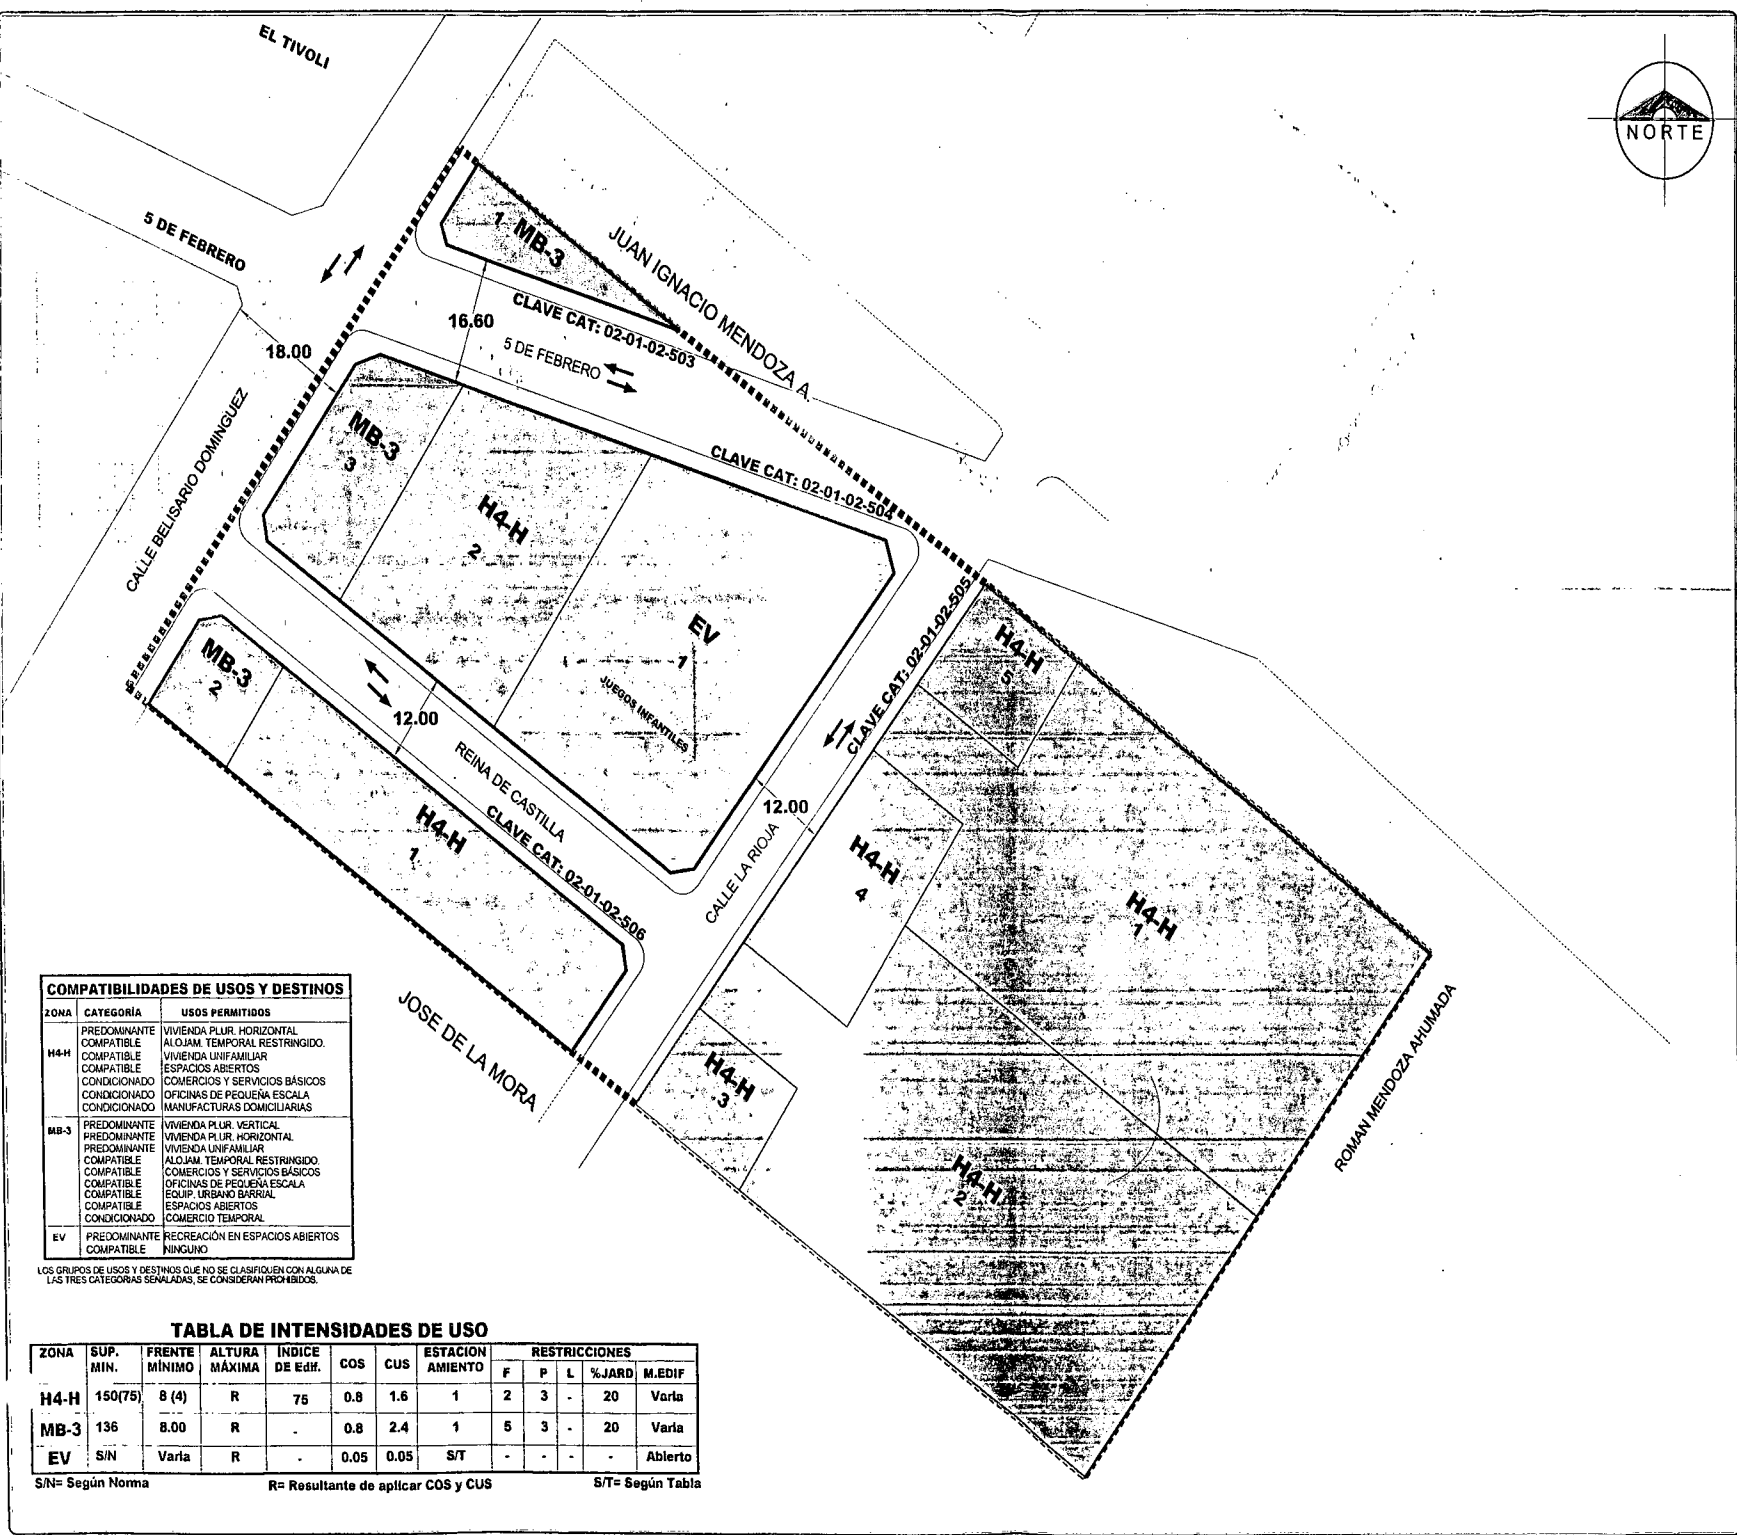 EL TIVOLI
NORTE
5 DE FEBRERO
1 MB-3
JUAN IGNACIO MENDOZA A.
CLAVE CAT: 02-01-02-503
16.60
5 DE FEBRERO
18.00
CALLE BELISARIO DOMINGUEZ
MB-3
3
H4-H
2
CLAVE CAT: 02-01-02-504
EV
1
JUEGOS INFANTILES
CLAVE CAT: 02-01-02-505
H4-H
5
MB-3
2
12.00
REINA DE CASTILLA
CLAVE CAT: 02-01-02-506
H4-H
1
12.00
CALLE LA RIOJA
H4-H
4
H4-H
1
JOSE DE LA MORA
H4-H
3
H4-H
2
ROMAN MENDOZA AHUMADA
COMPATIBILIDADES DE USOS Y DESTINOS
ZONA CATEGORÍA USOS PERMITIDOS
H4-H
PREDOMINANTE VIVIENDA PLUR. HORIZONTAL
COMPATIBLE ALOJAM. TEMPORAL RESTRINGIDO.
COMPATIBLE VIVIENDA UNIFAMILIAR
COMPATIBLE ESPACIOS ABIERTOS
CONDICIONADO COMERCIOS Y SERVICIOS BÁSICOS
CONDICIONADO OFICINAS DE PEQUEÑA ESCALA
CONDICIONADO MANUFACTURAS DOMICILIARIAS
MB-3
PREDOMINANTE VIVIENDA PLUR. VERTICAL
PREDOMINANTE VIVIENDA PLUR. HORIZONTAL
PREDOMINANTE VIVIENDA UNIFAMILIAR
COMPATIBLE ALOJAM. TEMPORAL RESTRINGIDO.
COMPATIBLE COMERCIOS Y SERVICIOS BÁSICOS
COMPATIBLE OFICINAS DE PEQUEÑA ESCALA
COMPATIBLE EQUIP. URBANO BARRIAL
COMPATIBLE ESPACIOS ABIERTOS
CONDICIONADO COMERCIO TEMPORAL
EV PREDOMINANTE RECREACIÓN EN ESPACIOS ABIERTOS
COMPATIBLE NINGUNO
LOS GRUPOS DE USOS Y DESTINOS QUE NO SE CLASIFIQUEN CON ALGUNA DE
LAS TRES CATEGORIAS SEÑALADAS, SE CONSIDERAN PROHIBIDOS.
TABLA DE INTENSIDADES DE USO
ZONA SUP. MIN. FRENTE MÍNIMO ALTURA MÁXIMA ÍNDICE DE Edif. COS CUS ESTACION AMIENTO RESTRICCIONES
F P L %JARD M.EDIF
H4-H 150(75) 8 (4) R 75 0.8 1.6 1 2 3 - 20 Varia
MB-3 136 8.00 R - 0.8 2.4 1 5 3 - 20 Varia
EV S/N Varia R - 0.05 0.05 S/T - - - - Abierto
S/N= Según Norma R= Resultante de aplicar COS y CUS S/T= Según Tabla